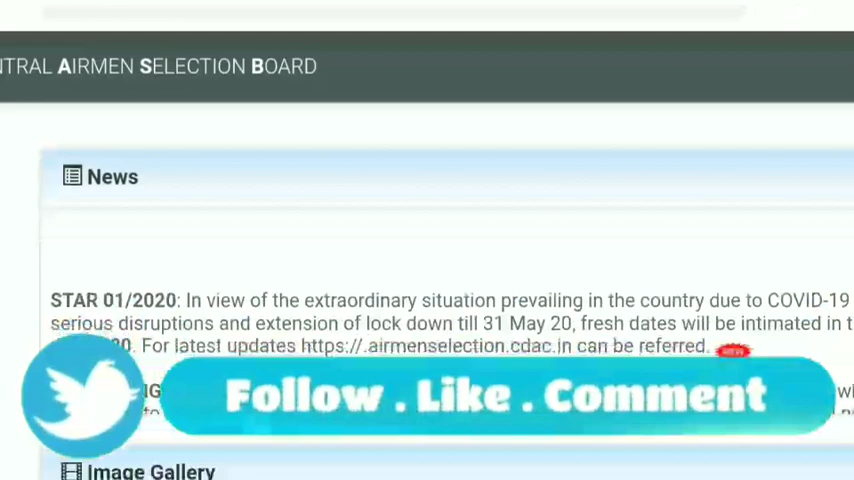 NTRAL AIRMEN SELECTION BOARD
News
STAR 01/2020: In view of the extraordinary situation prevailing in the country due to COVID-19
serious disruptions and extension of lock down till 31 May 20, fresh dates will be intimated in t
. For latest updates https://.airmenselection.cdac.in can be referred. NEW
Follow . Like . Comment
Image Gallery